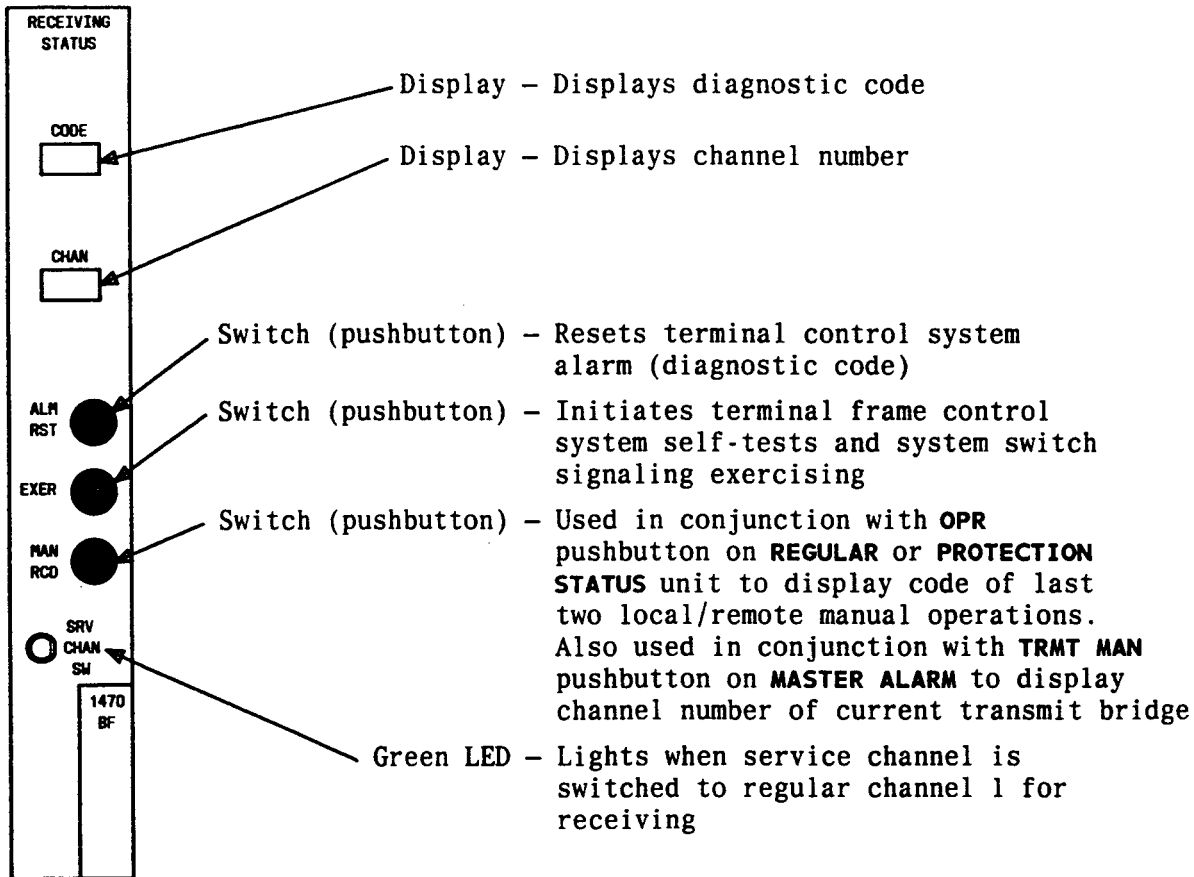 RECEIVING
STATUS
Display – Displays diagnostic code
CODE
Display – Displays channel number
CHAN
Switch (pushbutton) – Resets terminal control system
alarm (diagnostic code)
ALM
RST
Switch (pushbutton) – Initiates terminal frame control
system self-tests and system switch
signaling exercising
EXER
Switch (pushbutton) – Used in conjunction with OPR
pushbutton on REGULAR or PROTECTION
STATUS unit to display code of last
two local/remote manual operations.
Also used in conjunction with TRMT MAN
pushbutton on MASTER ALARM to display
channel number of current transmit bridge
MAN
RCD
SRV
CHAN
SW
1470
BF
Green LED – Lights when service channel is
switched to regular channel 1 for
receiving